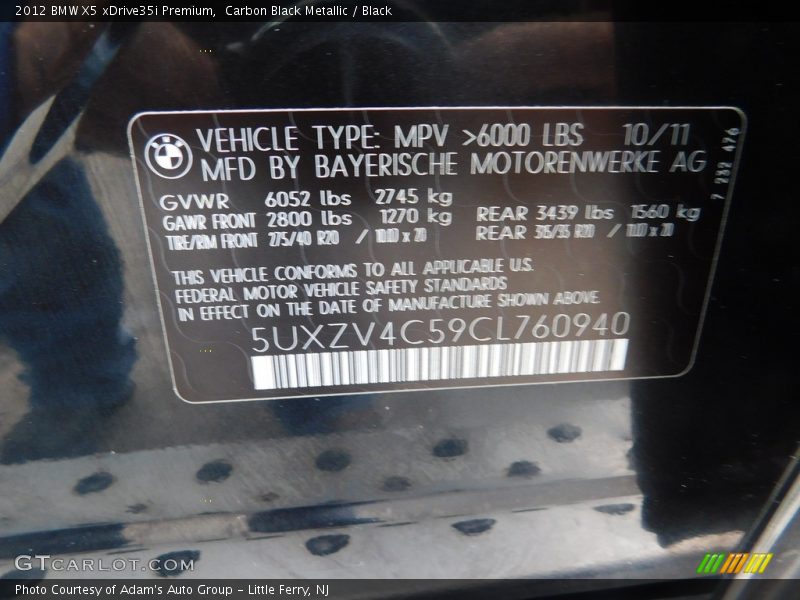 2012 BMW X5 xDrive35i Premium, Carbon Black Metallic / Black
VEHICLE TYPE: MPV >6000 LBS 10/11
MFD BY BAYERISCHE MOTORENWERKE AG
7 232 476
GVWR 6052 lbs 2745 kg
GAWR FRONT 2800 lbs 1270 kg REAR 3439 lbs 1560 kg
TIRE/RIM FRONT 275/40 R20 / 10.0J x 20 REAR 315/35 R20 / 11.0J x 20
THIS VEHICLE CONFORMS TO ALL APPLICABLE U.S.
FEDERAL MOTOR VEHICLE SAFETY STANDARDS
IN EFFECT ON THE DATE OF MANUFACTURE SHOWN ABOVE.
5UXZV4C59CL760940
GTCARLOT.COM
Photo Courtesy of Adam's Auto Group - Little Ferry, NJ